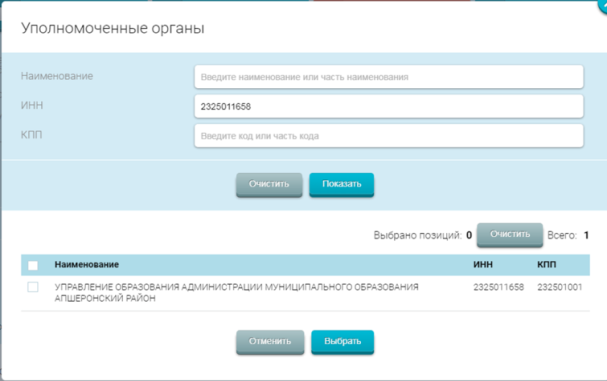 Уполномоченные органы
Наименование
Введите наименование или часть наименования
ИНН
2325011658
КПП
Введите код или часть кода
Очистить Показать
Выбрано позиций: 0 Очистить Всего: 1
Наименование ИНН КПП
УПРАВЛЕНИЕ ОБРАЗОВАНИЯ АДМИНИСТРАЦИИ МУНИЦИПАЛЬНОГО ОБРАЗОВАНИЯ 2325011658 232501001
АПШЕРОНСКИЙ РАЙОН
Отменить Выбрать